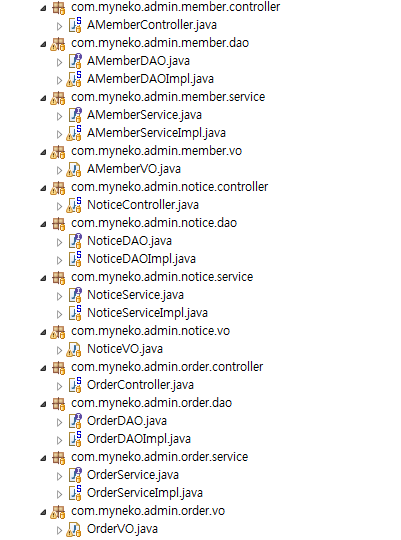 com.myneko.admin.member.controller
AMemberController.java
com.myneko.admin.member.dao
AMemberDAO.java
AMemberDAOImpl.java
com.myneko.admin.member.service
AMemberService.java
AMemberServiceImpl.java
com.myneko.admin.member.vo
AMemberVO.java
com.myneko.admin.notice.controller
NoticeController.java
com.myneko.admin.notice.dao
NoticeDAO.java
NoticeDAOImpl.java
com.myneko.admin.notice.service
NoticeService.java
NoticeServiceImpl.java
com.myneko.admin.notice.vo
NoticeVO.java
com.myneko.admin.order.controller
OrderController.java
com.myneko.admin.order.dao
OrderDAO.java
OrderDAOImpl.java
com.myneko.admin.order.service
OrderService.java
OrderServiceImpl.java
com.myneko.admin.order.vo
OrderVO.java